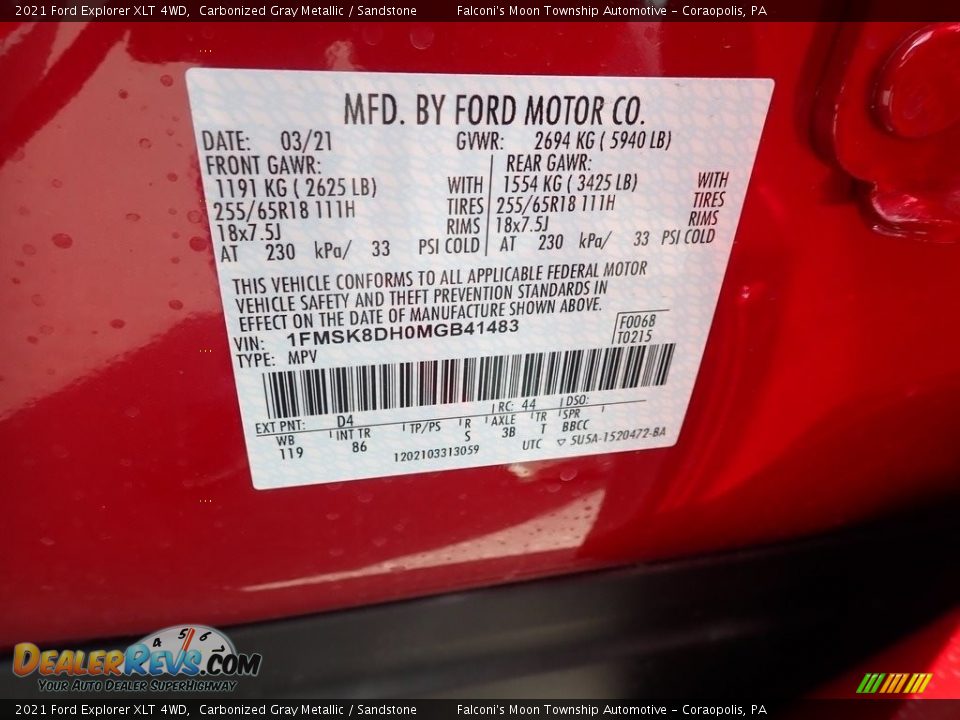 2021 Ford Explorer XLT 4WD, Carbonized Gray Metallic / Sandstone Falconi's Moon Township Automotive - Coraopolis, PA
MFD. BY FORD MOTOR CO.
DATE: 03/21 GVWR: 2694 KG ( 5940 LB)
FRONT GAWR: REAR GAWR:
1191 KG ( 2625 LB) WITH 1554 KG ( 3425 LB) WITH
255/65R18 111H TIRES 255/65R18 111H TIRES
18x7.5J RIMS 18x7.5J RIMS
AT 230 kPa/ 33 PSI COLD AT 230 kPa/ 33 PSI COLD
THIS VEHICLE CONFORMS TO ALL APPLICABLE FEDERAL MOTOR
VEHICLE SAFETY AND THEFT PREVENTION STANDARDS IN
EFFECT ON THE DATE OF MANUFACTURE SHOWN ABOVE.
VIN: 1FMSK8DH0MGB41483 F0068
TYPE: MPV T0215
EXT PNT: D4 RC: 44 DSO:
WB INT TR TP/PS R AXLE TR SPR
119 86 S 3B T BBCC
1202103313059 UTC ▽ 5U5A-1520472-BA
4 5 6
DealerRevs.com
Your Auto Dealer SuperHighway
2021 Ford Explorer XLT 4WD, Carbonized Gray Metallic / Sandstone Falconi's Moon Township Automotive - Coraopolis, PA